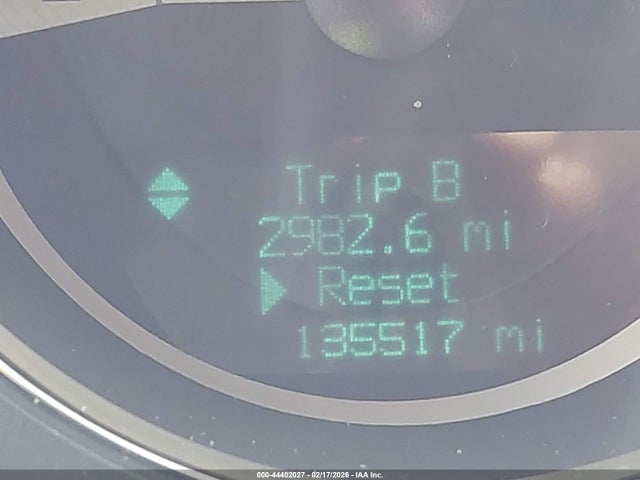 Trip B
2982.6 mi
Reset
135517 mi
000-44402027 - 02/17/2026 - IAA Inc.